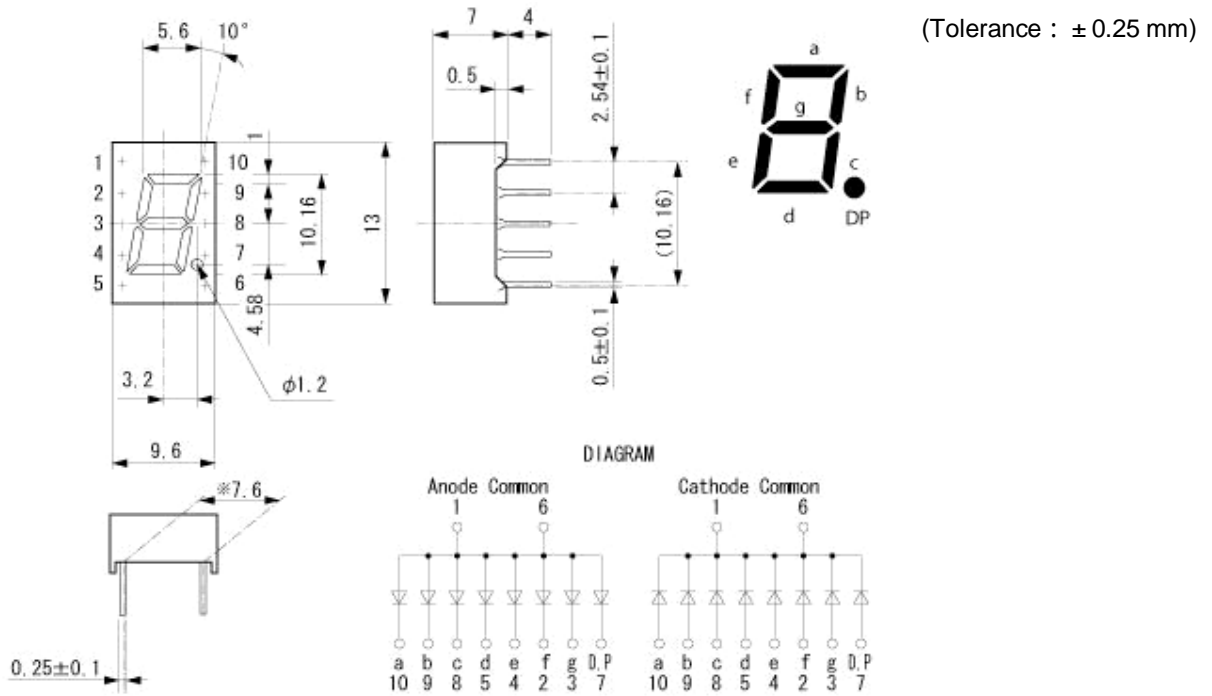 (Tolerance : ± 0.25 mm)
5.6
10°
1
1
2
3
4
5
10
9
8
7
6
10.16
13
4.58
3.2
φ1.2
9.6
7
4
0.5
2.54±0.1
(10.16)
0.5±0.1
a
f
b
g
e
c
d
DP
※7.6
0.25±0.1
DIAGRAM
Anode Common
1 6
a b c d e f g D.P
10 9 8 5 4 2 3 7
Cathode Common
1 6
a b c d e f g D.P
10 9 8 5 4 2 3 7